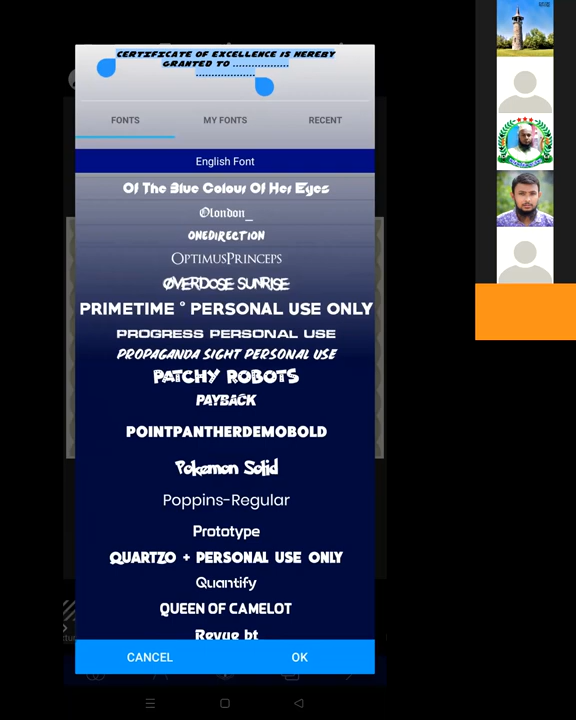 CERTIFICATE OF EXCELLENCE IS HEREBY
GRANTED TO ..................
...................
FONTS
MY FONTS
RECENT
English Font
Of The Blue Colour Of Her Eyes
Olondon_
ONEDIRECTION
OPTIMUSPRINCEPS
ØVERDOSE SUNRISE
PRIMETIME ° PERSONAL USE ONLY
PROGRESS PERSONAL USE
PROPAGANDA SIGHT PERSONAL USE
PATCHY ROBOTS
PAYBACK
POINTPANTHERDEMOBOLD
Pokemon Solid
Poppins-Regular
Prototype
QUARTZO + PERSONAL USE ONLY
Quantify
QUEEN OF CAMELOT
Revue bt
CANCEL
OK